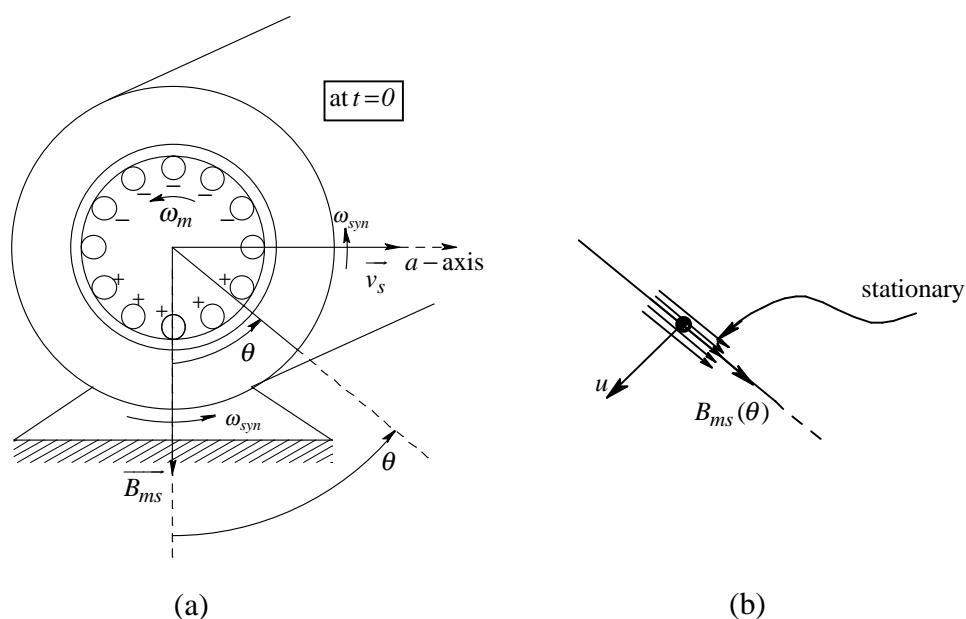 at t=0
ω_m
ω_syn
v_s
a – axis
θ
ω_syn
B_ms
θ
(a)
stationary
u
B_ms (θ)
(b)
− − − − − −
+ + + + +